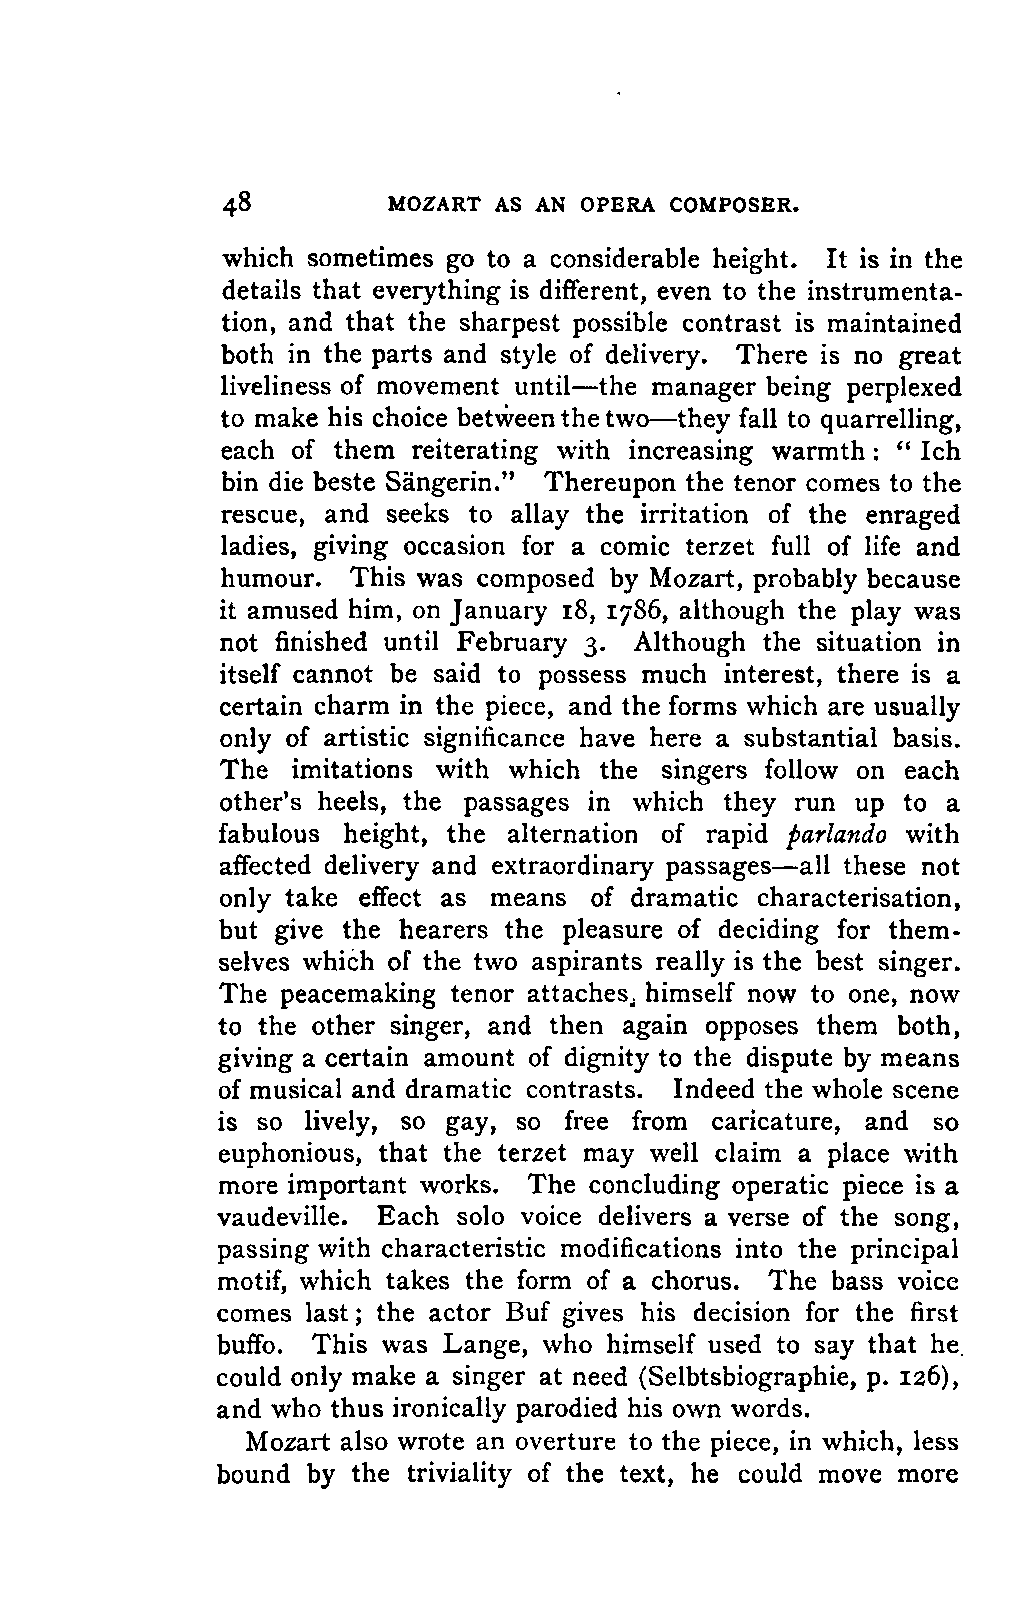 48 MOZART AS AN OPERA COMPOSER.
which sometimes go to a considerable height. It is in the
details that everything is different, even to the instrumenta-
tion, and that the sharpest possible contrast is maintained
both in the parts and style of delivery. There is no great
liveliness of movement until—the manager being perplexed
to make his choice between the two—they fall to quarrelling,
each of them reiterating with increasing warmth: “ Ich
bin die beste Sängerin.” Thereupon the tenor comes to the
rescue, and seeks to allay the irritation of the enraged
ladies, giving occasion for a comic terzet full of life and
humour. This was composed by Mozart, probably because
it amused him, on January 18, 1786, although the play was
not finished until February 3. Although the situation in
itself cannot be said to possess much interest, there is a
certain charm in the piece, and the forms which are usually
only of artistic significance have here a substantial basis.
The imitations with which the singers follow on each
other's heels, the passages in which they run up to a
fabulous height, the alternation of rapid parlando with
affected delivery and extraordinary passages—all these not
only take effect as means of dramatic characterisation,
but give the hearers the pleasure of deciding for them-
selves which of the two aspirants really is the best singer.
The peacemaking tenor attaches himself now to one, now
to the other singer, and then again opposes them both,
giving a certain amount of dignity to the dispute by means
of musical and dramatic contrasts. Indeed the whole scene
is so lively, so gay, so free from caricature, and so
euphonious, that the terzet may well claim a place with
more important works. The concluding operatic piece is a
vaudeville. Each solo voice delivers a verse of the song,
passing with characteristic modifications into the principal
motif, which takes the form of a chorus. The bass voice
comes last; the actor Buf gives his decision for the first
buffo. This was Lange, who himself used to say that he
could only make a singer at need (Selbtsbiographie, p. 126),
and who thus ironically parodied his own words.
Mozart also wrote an overture to the piece, in which, less
bound by the triviality of the text, he could move more